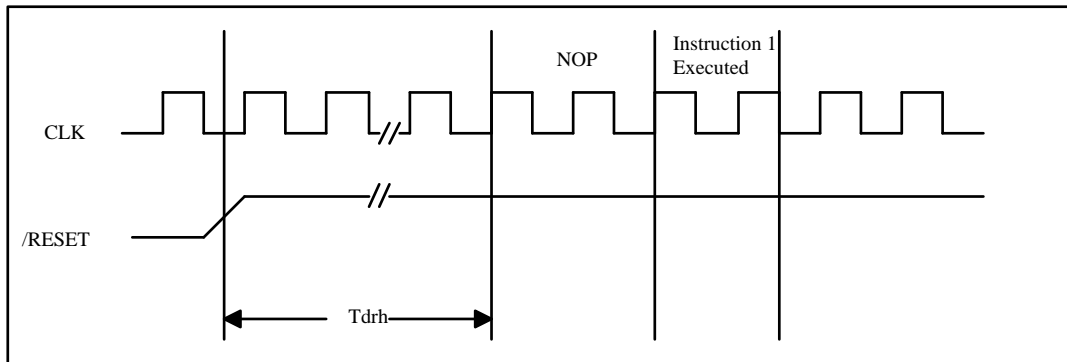 NOP
Instruction 1
Executed
CLK
/RESET
Tdrh